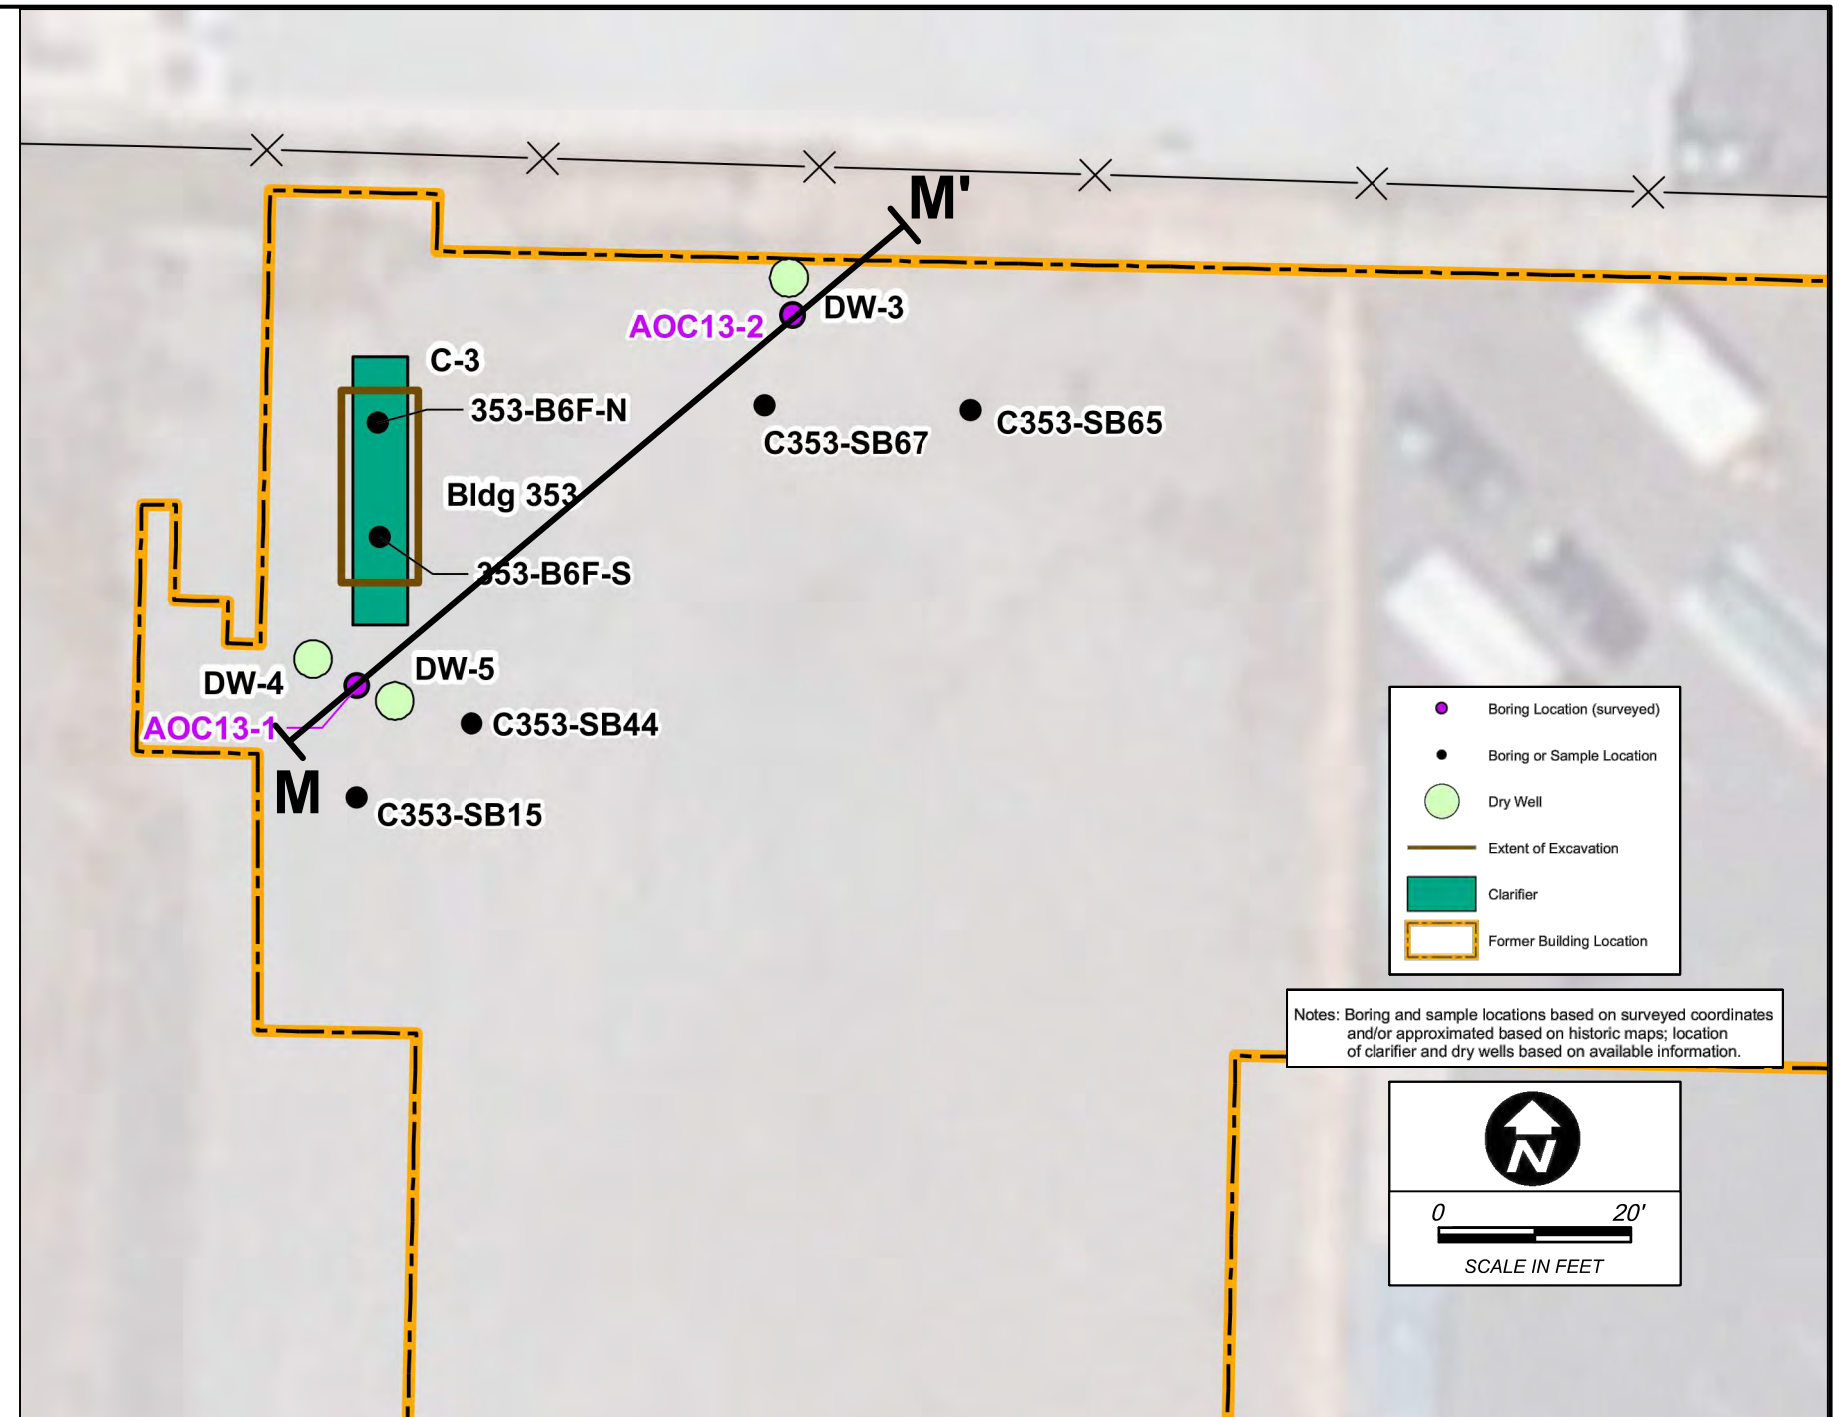 M'
DW-3
AOC13-2
C-3
353-B6F-N
C353-SB67
C353-SB65
Bldg 353
353-B6F-S
DW-5
DW-4
AOC13-1
C353-SB44
M
C353-SB15
Boring Location (surveyed)
Boring or Sample Location
Dry Well
Extent of Excavation
Clarifier
Former Building Location
Notes: Boring and sample locations based on surveyed coordinates
and/or approximated based on historic maps; location
of clarifier and dry wells based on available information.
N
0 20'
SCALE IN FEET